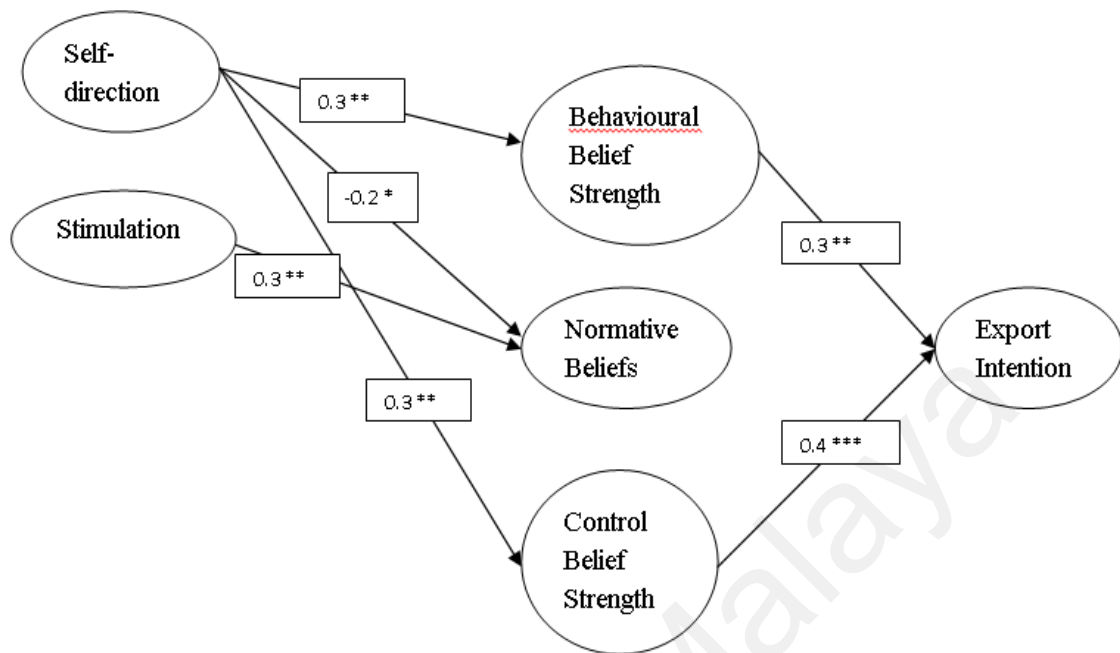 Self-
direction
0.3 **
Behavioural
Belief
Strength
-0.2 *
Stimulation
0.3 **
0.3 **
Normative
Beliefs
Export
Intention
0.3 **
0.4 ***
Control
Belief
Strength
Malaya